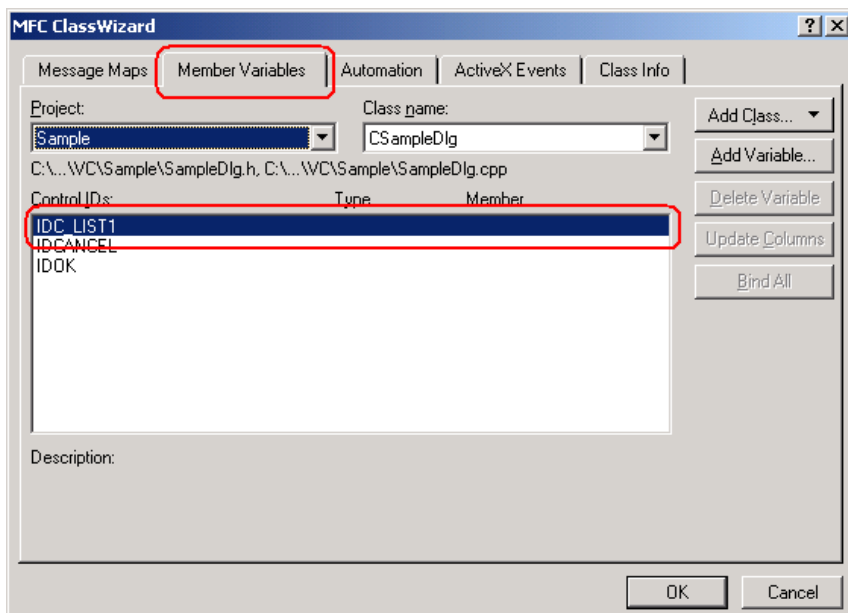 MFC ClassWizard
Message Maps Member Variables Automation ActiveX Events Class Info
Project: Class name: Add Class...
Sample CSampleDlg
Add Variable...
C:\...\VC\Sample\SampleDlg.h, C:\...\VC\Sample\SampleDlg.cpp
Control IDs: Type Member Delete Variable
IDC_LIST1
IDCANCEL Update Columns
IDOK
Bind All
Description:
OK Cancel